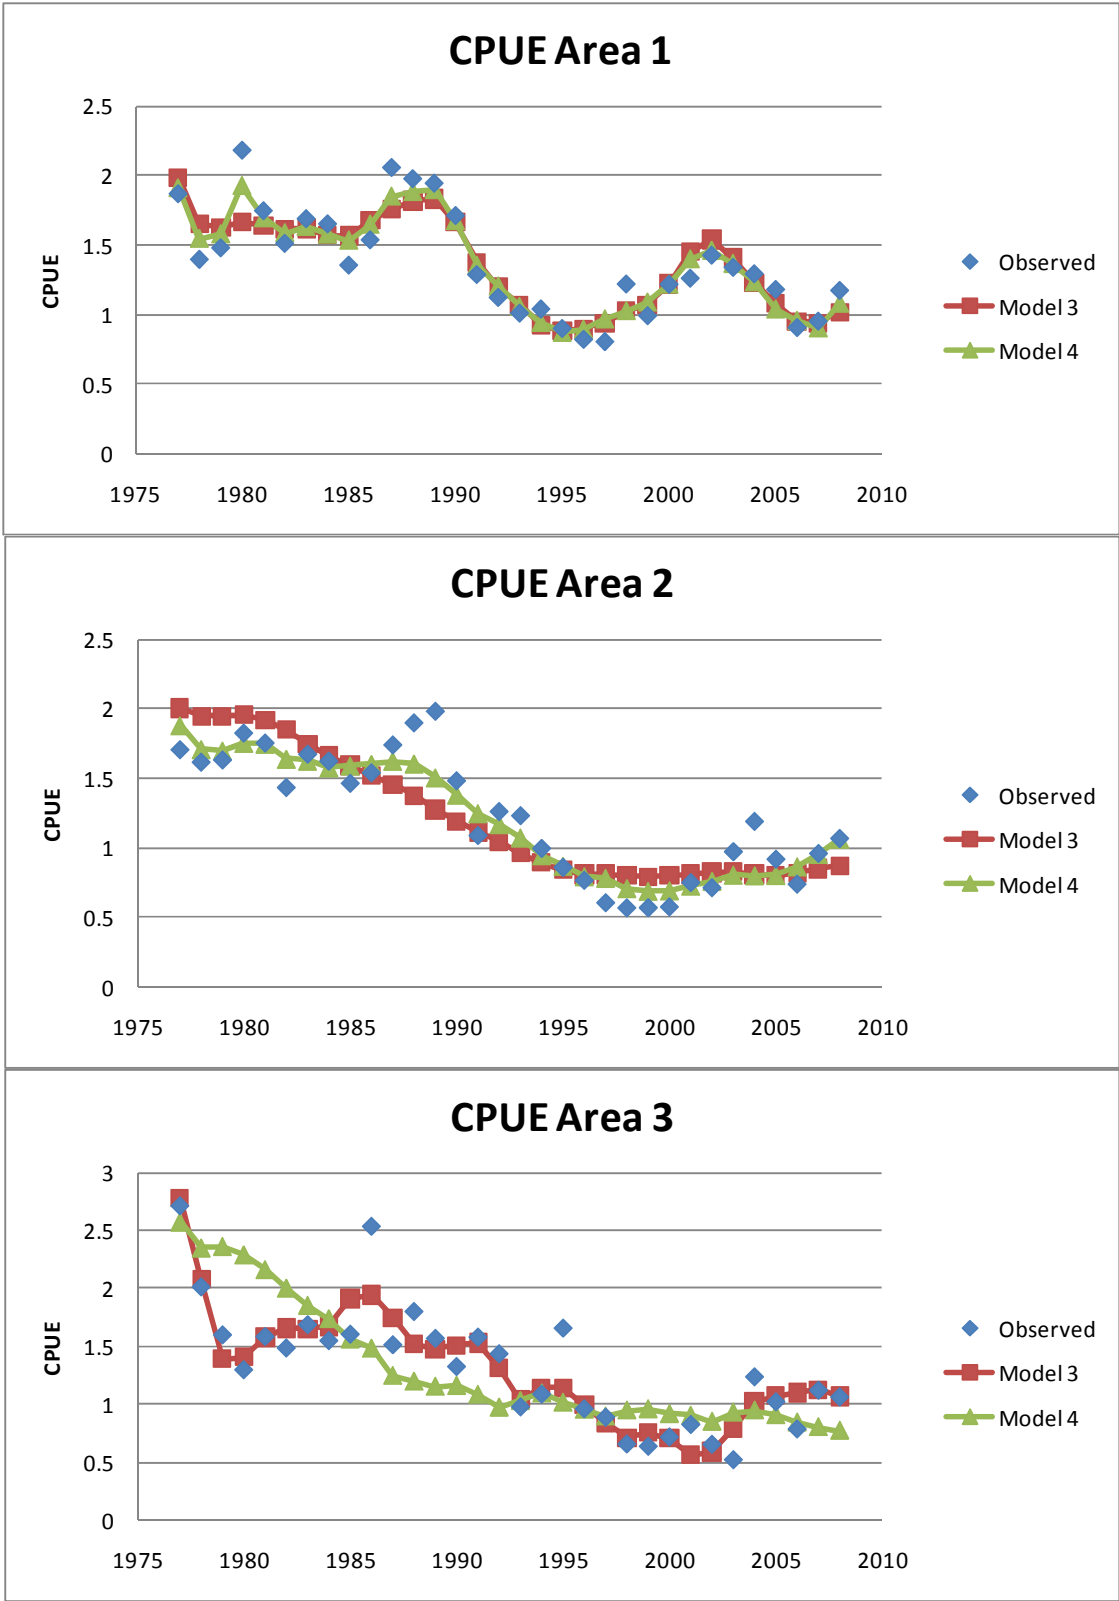 CPUE Area 1
2.5
2
1.5
1
0.5
0
CPUE
1975 1980 1985 1990 1995 2000 2005 2010
Observed
Model 3
Model 4
CPUE Area 2
2.5
2
1.5
1
0.5
0
CPUE
1975 1980 1985 1990 1995 2000 2005 2010
Observed
Model 3
Model 4
CPUE Area 3
3
2.5
2
1.5
1
0.5
0
CPUE
1975 1980 1985 1990 1995 2000 2005 2010
Observed
Model 3
Model 4